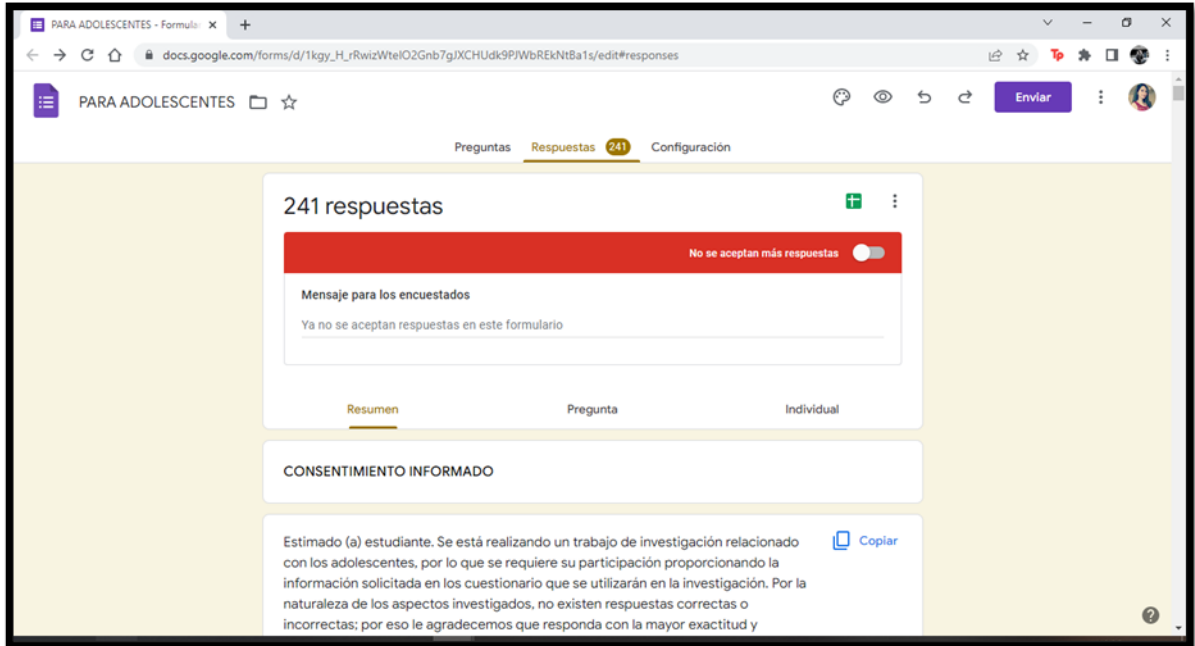 PARA ADOLESCENTES - Formula
docs.google.com/forms/d/1kgy_H_rRwizWtelO2Gnb7gJXCHUdk9PJWbREkNtBa1s/edit#responses
PARA ADOLESCENTES
Enviar
Preguntas Respuestas 241 Configuración
241 respuestas
No se aceptan más respuestas
Mensaje para los encuestados
Ya no se aceptan respuestas en este formulario
Resumen Pregunta Individual
CONSENTIMIENTO INFORMADO
Copiar
Estimado (a) estudiante. Se está realizando un trabajo de investigación relacionado
con los adolescentes, por lo que se requiere su participación proporcionando la
información solicitada en los cuestionario que se utilizarán en la investigación. Por la
naturaleza de los aspectos investigados, no existen respuestas correctas o
incorrectas; por eso le agradecemos que responda con la mayor exactitud y